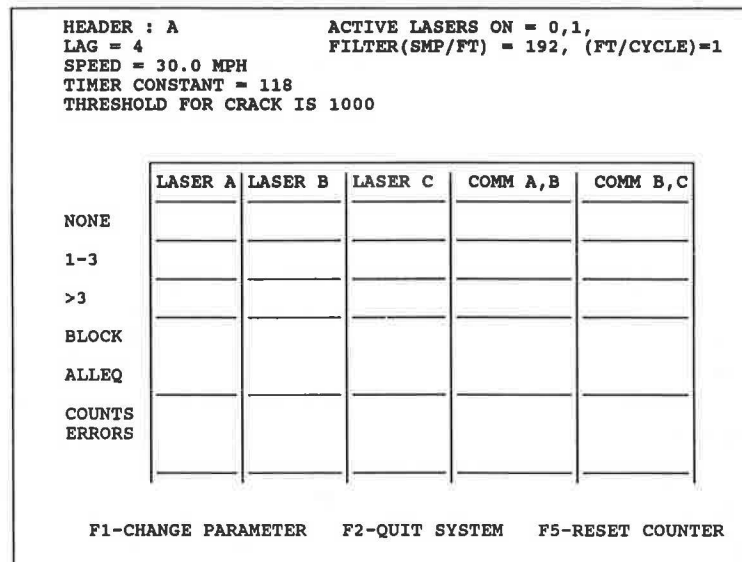 HEADER : A ACTIVE LASERS ON = 0,1,
LAG = 4 FILTER(SMP/FT) = 192, (FT/CYCLE)=1
SPEED = 30.0 MPH
TIMER CONSTANT = 118
THRESHOLD FOR CRACK IS 1000
LASER A LASER B LASER C COMM A,B COMM B,C
NONE
1-3
>3
BLOCK
ALLEQ
COUNTS
ERRORS
F1-CHANGE PARAMETER F2-QUIT SYSTEM F5-RESET COUNTER